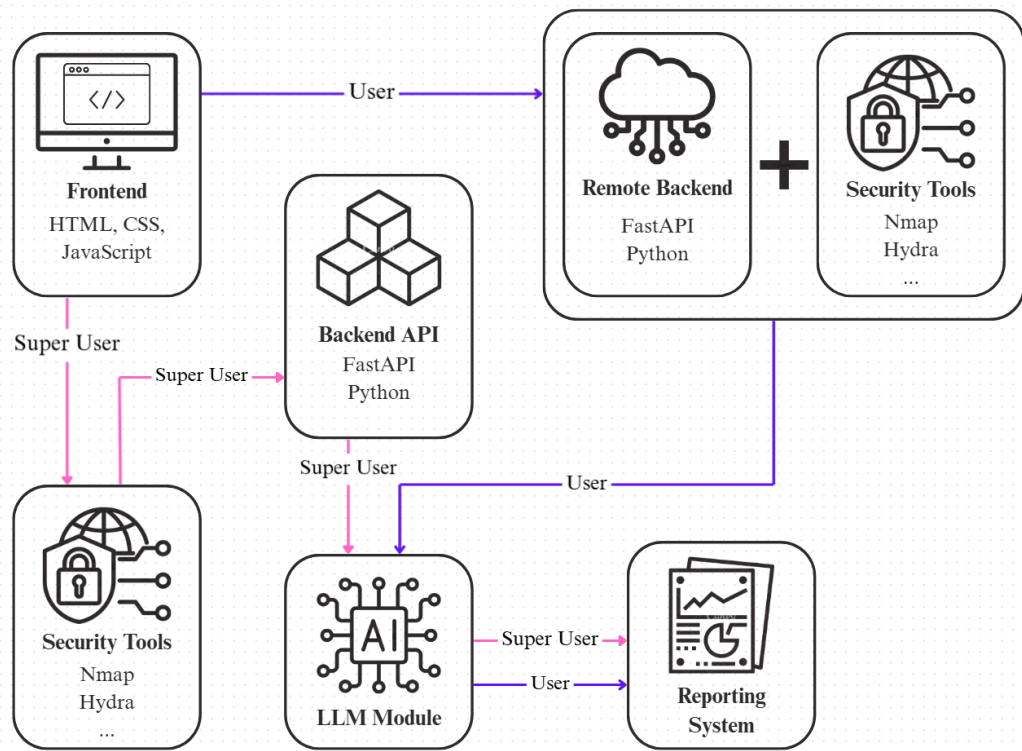 </>
Frontend
HTML, CSS,
JavaScript
User
Remote Backend
FastAPI
Python
Security Tools
Nmap
Hydra
...
Super User
Super User
Backend API
FastAPI
Python
Super User
User
Security Tools
Nmap
Hydra
...
AI
LLM Module
Super User
User
Reporting
System